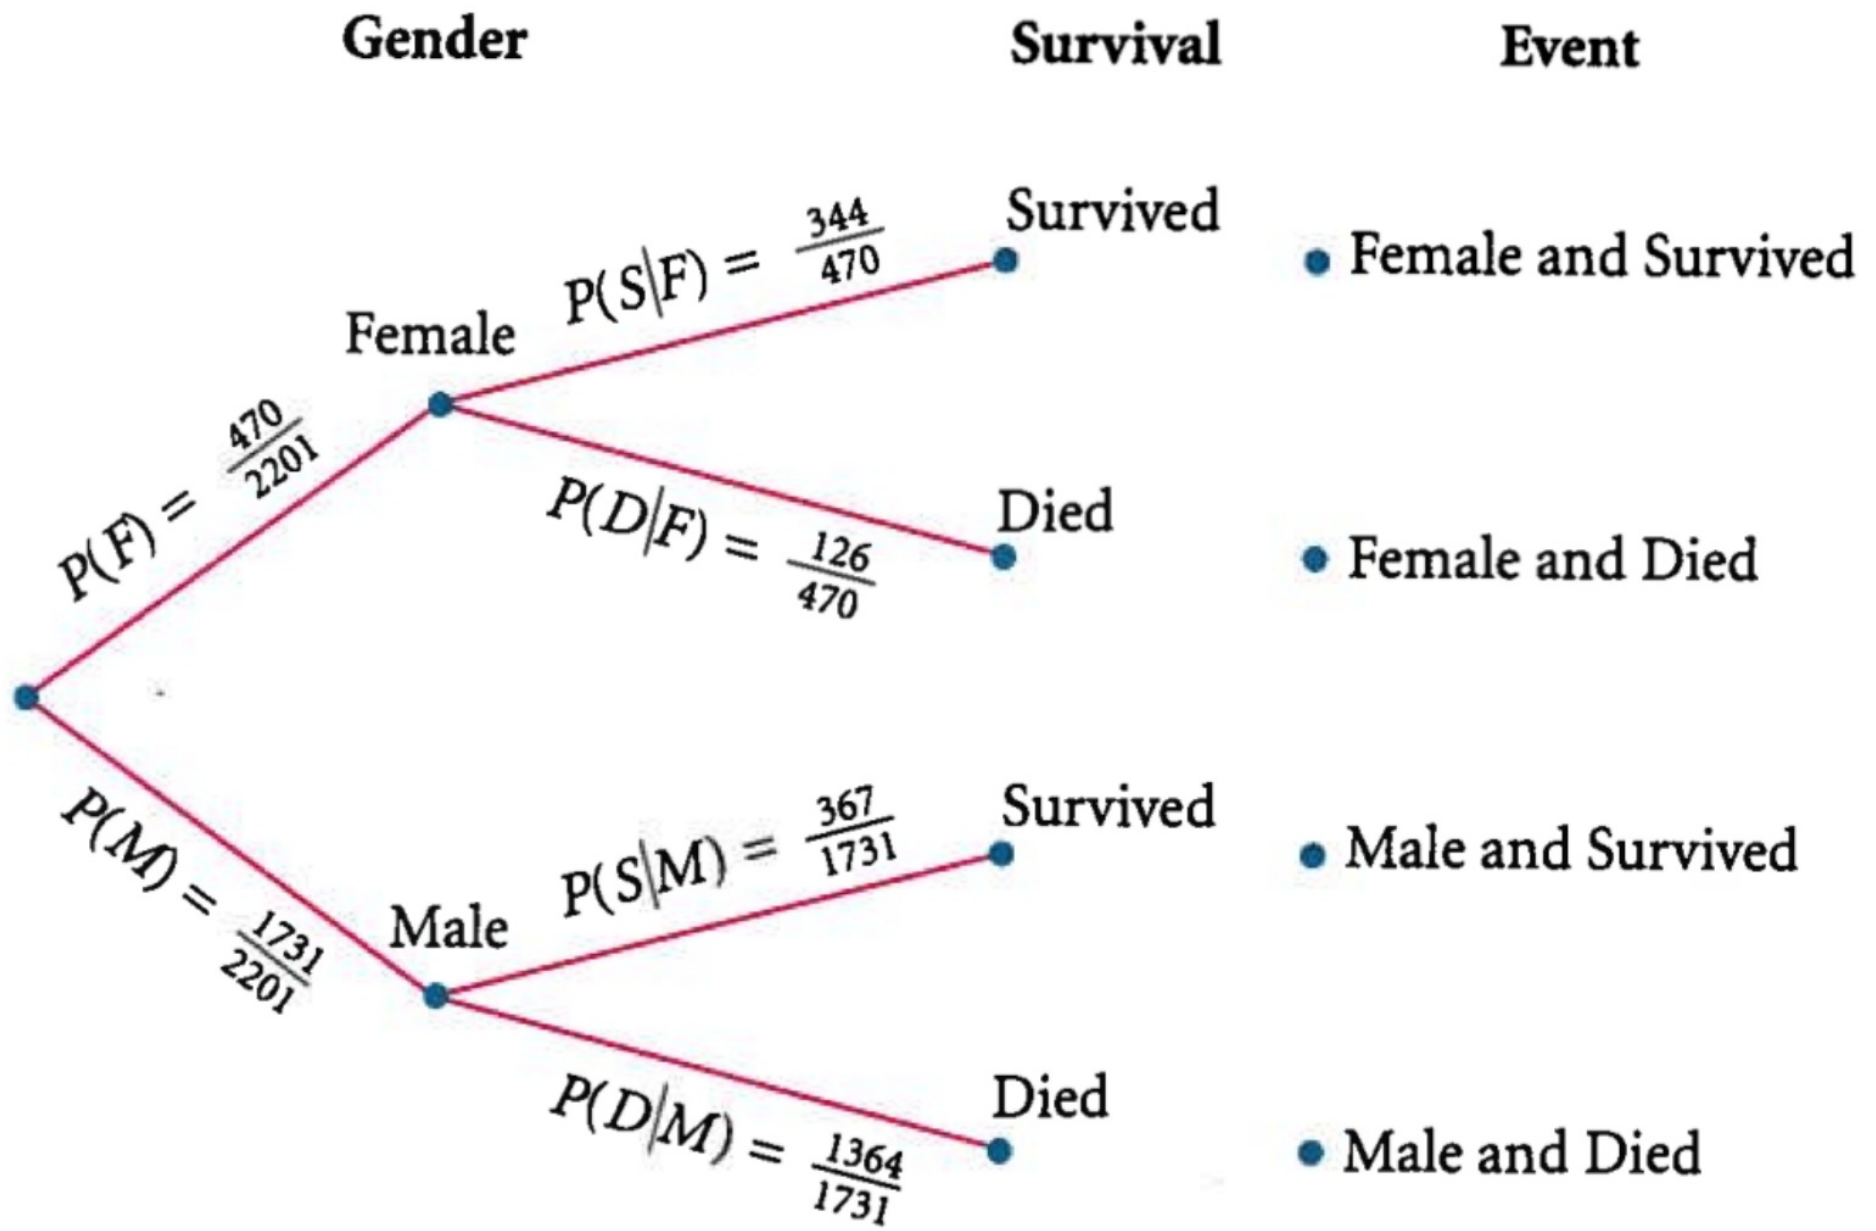 Gender Survival Event
Survived
P(S|F) = 344/470
Female and Survived
Female
P(F) = 470/2201
P(D|F) = 126/470
Died
Female and Died
P(M) = 1731/2201
Survived
P(S|M) = 367/1731
Male and Survived
Male
P(D|M) = 1364/1731
Died
Male and Died